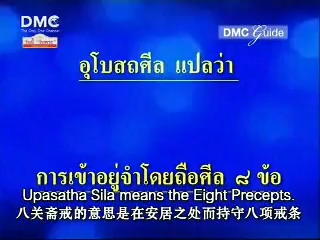 DMC
The Only One Channel
DMC Guide
อุโบสถศีล แปลว่า
การเข้าอยู่จำโดยถือศีล ๘ ข้อ
Upasatha Sila means the Eight Precepts.
八关斋戒的意思是在安居之处而持守八项戒条